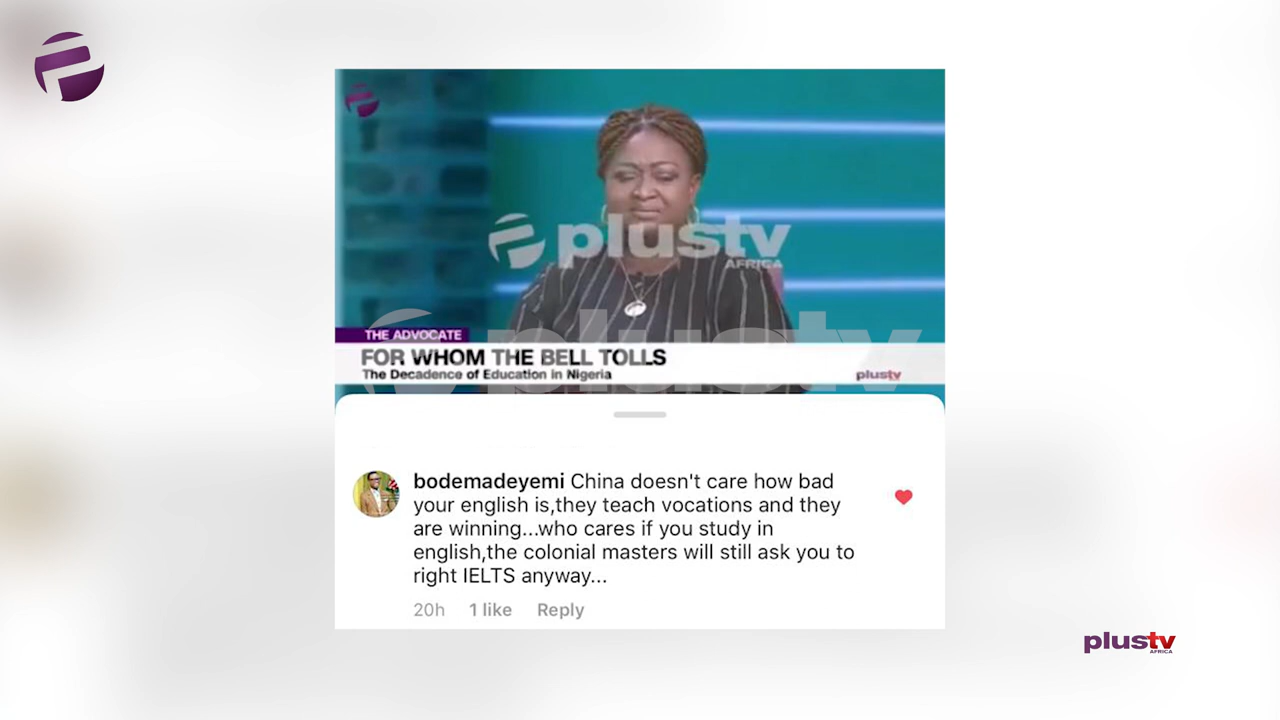 plustv
AFRICA
plustv
THE ADVOCATE
FOR WHOM THE BELL TOLLS
The Decadence of Education in Nigeria
plustv
bodemadeyemi China doesn't care how bad
your english is,they teach vocations and they
are winning...who cares if you study in
english,the colonial masters will still ask you to
right IELTS anyway...
20h 1 like Reply
plustv
AFRICA